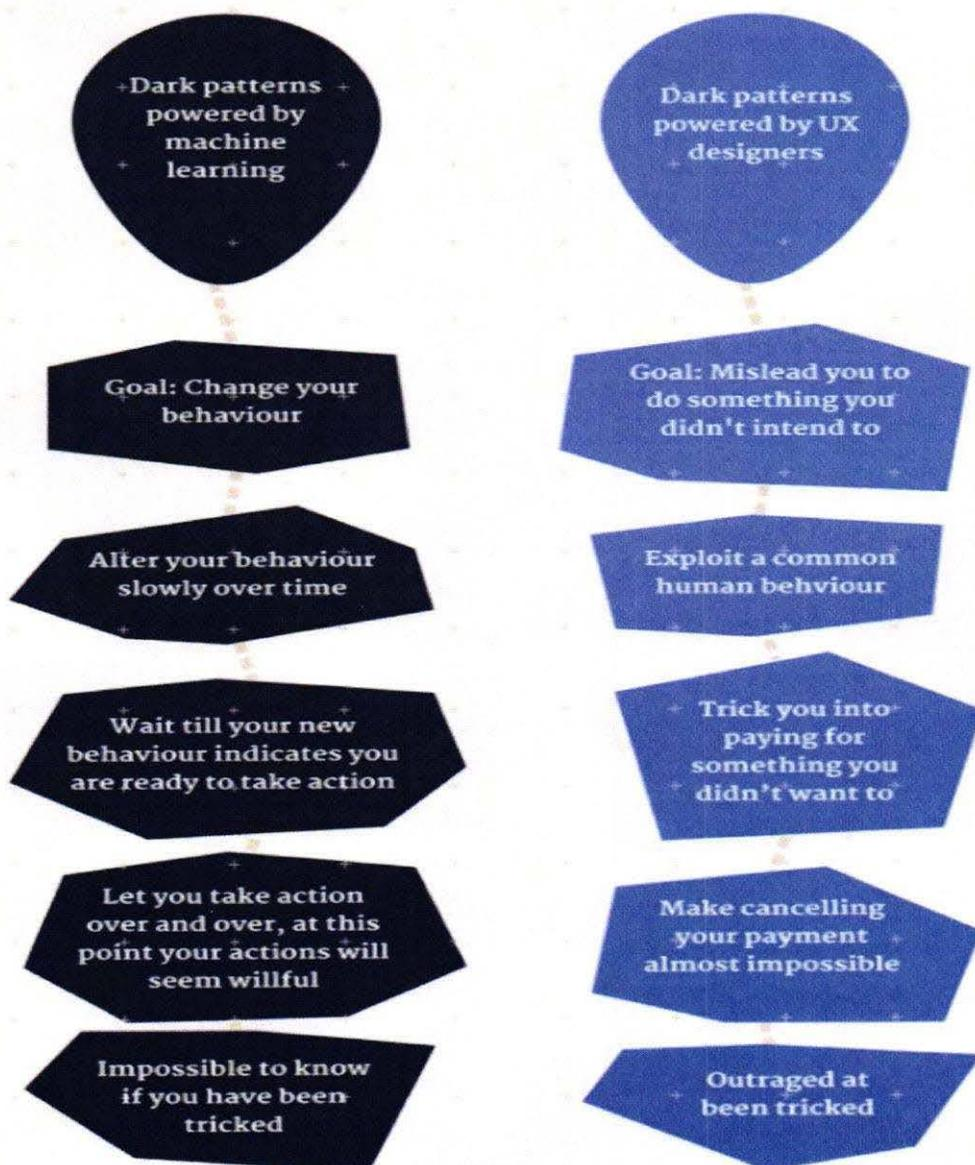 Dark patterns
powered by
machine
learning
Goal: Change your
behaviour
Alter your behaviour
slowly over time
Wait till your new
behaviour indicates you
are ready to take action
Let you take action
over and over, at this
point your actions will
seem willful
Impossible to know
if you have been
tricked
Dark patterns
powered by UX
designers
Goal: Mislead you to
do something you
didn't intend to
Exploit a common
human behviour
Trick you into
paying for
something you
didn't want to
Make cancelling
your payment
almost impossible
Outraged at
been tricked